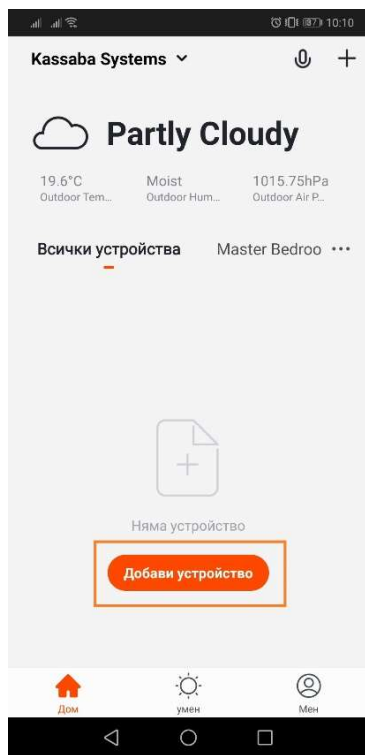 87 10:10
Kassaba Systems
Partly Cloudy
19.6°C Moist 1015.75hPa
Outdoor Tem... Outdoor Hum... Outdoor Air P...
Всички устройства Master Bedroo ...
Няма устройство
Добави устройство
Дом умен Мен